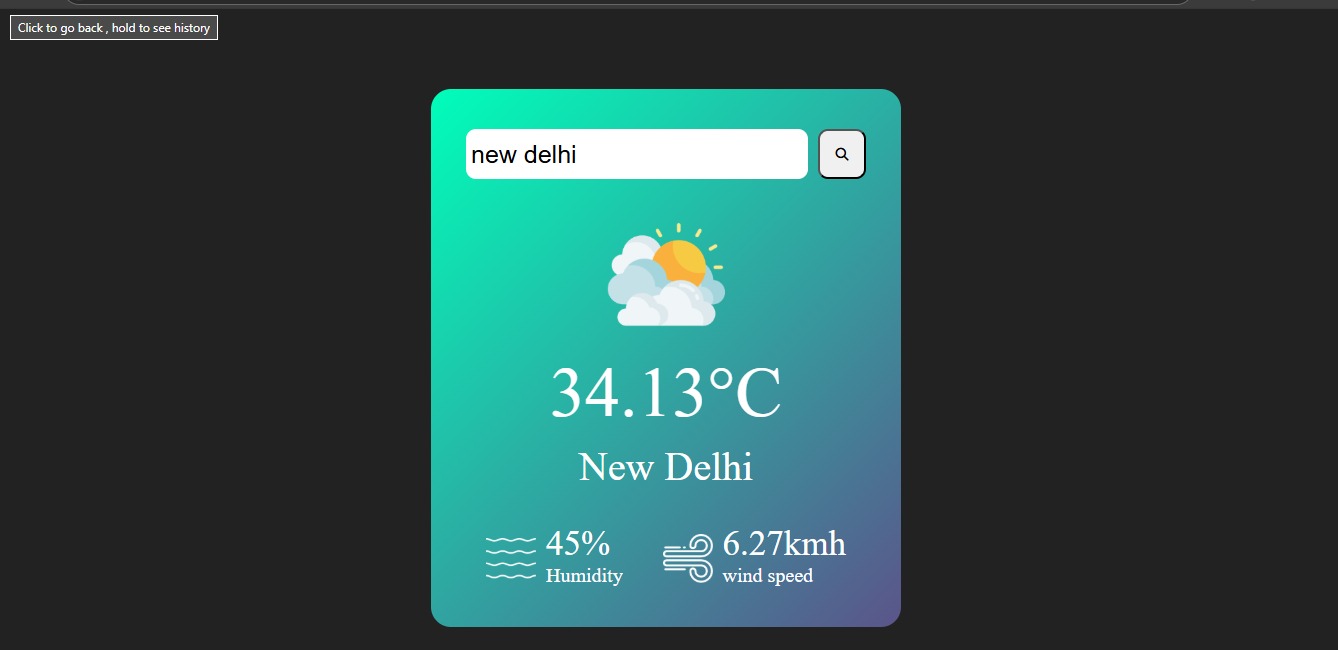 Click to go back , hold to see history
new delhi
34.13°C
New Delhi
45%
Humidity
6.27kmh
wind speed